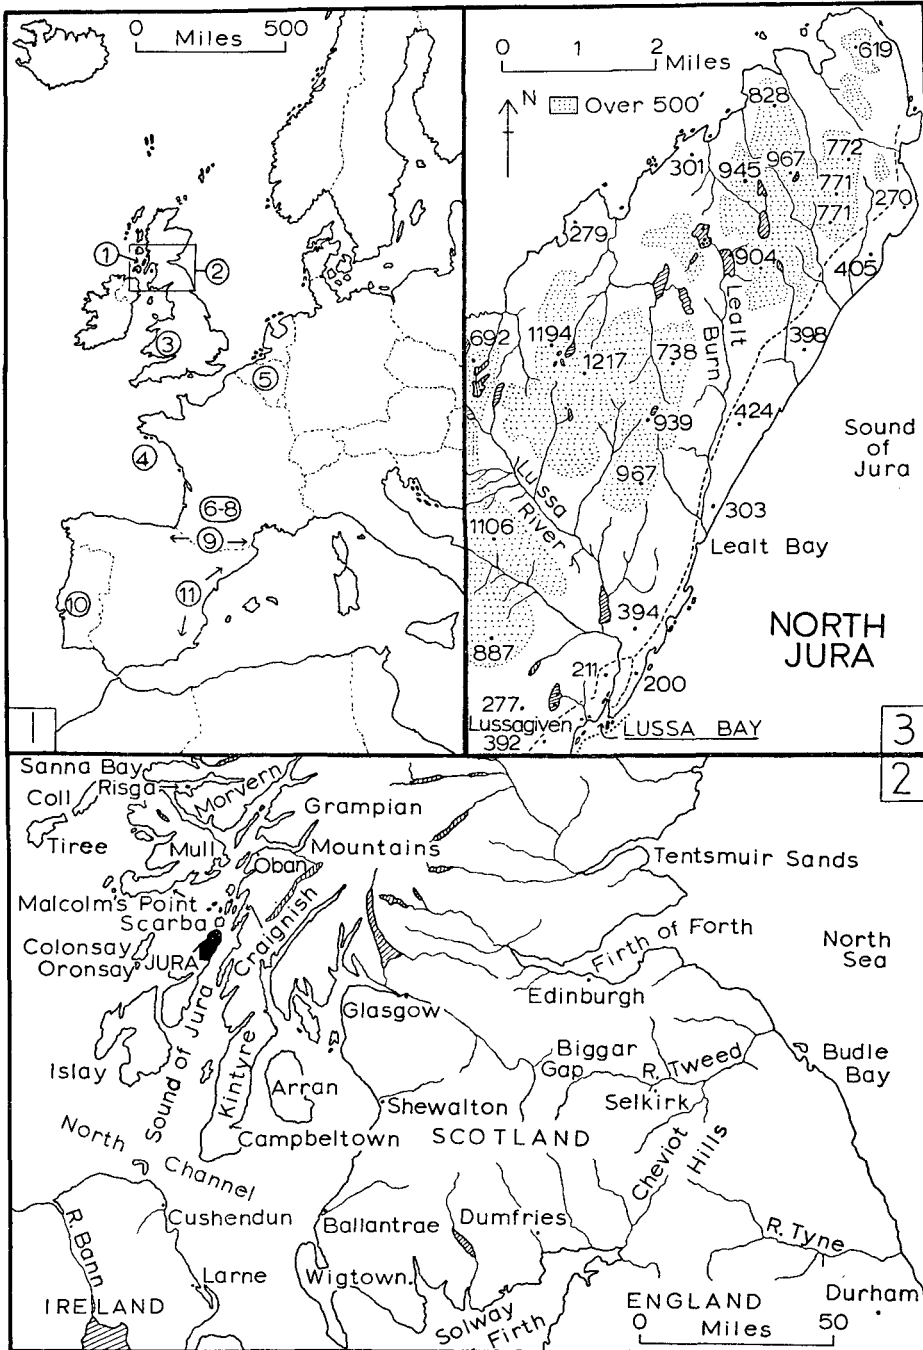 0 500
Miles
1
2
3
4
5
6-8
9
10
11
1
0 1 2
Miles
N
Over 500'
619
828
301
945
967
772
771
771
270
279
904
405
Lealt
Burn
692
1194
1217
738
398
939
424
967
Sound
of
Jura
Lussa
River
1106
303
Lealt Bay
394
NORTH
JURA
887
211
200
277
Lussagiven
392
LUSSA BAY
3
2
Sanna Bay
Risga
Coll
Morvern
Grampian
Mountains
Tiree
Mull
Oban
Tentsmuir Sands
Malcolm's Point
Scarba
Craignish
Firth of Forth
North
Sea
Colonsay
Oronsay
JURA
Edinburgh
Glasgow
Sound of Jura
Islay
Kintyre
Arran
Biggar
Gap
R. Tweed
Budle
Bay
Shewalton
Selkirk
North
Channel
Campbeltown
SCOTLAND
Cheviot
Hills
Cushendun
Ballantrae
Dumfries
R. Bann
R. Tyne
Larne
Wigtown
IRELAND
Solway
Firth
ENGLAND
Durham
0 50
Miles